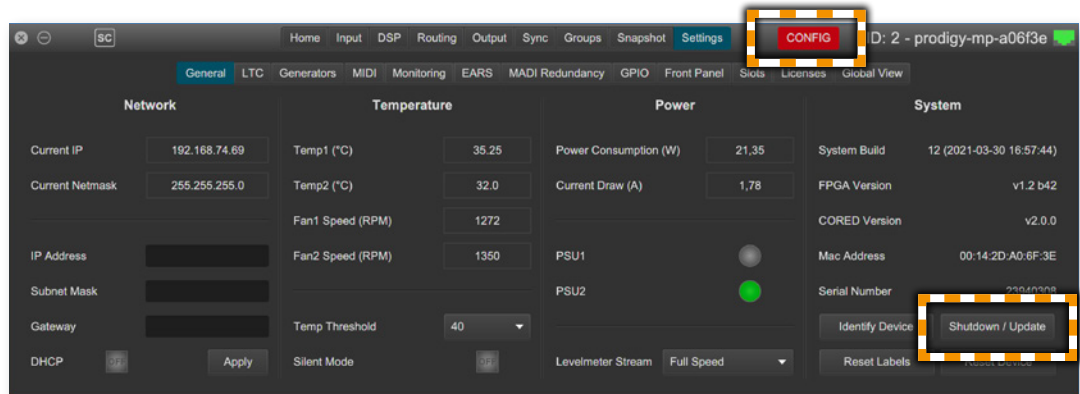 SC Home Input DSP Routing Output Sync Groups Snapshot Settings CONFIG ID: 2 - prodigy-mp-a06f3e
General LTC Generators MIDI Monitoring EARS MADI Redundancy GPIO Front Panel Slots Licenses Global View
Network Temperature Power System
Current IP 192.168.74.69 Temp1 (°C) 35.25 Power Consumption (W) 21,35 System Build 12 (2021-03-30 16:57:44)
Current Netmask 255.255.255.0 Temp2 (°C) 32.0 Current Draw (A) 1,78 FPGA Version v1.2 b42
Fan1 Speed (RPM) 1272 CORED Version v2.0.0
IP Address Fan2 Speed (RPM) 1350 PSU1 Mac Address 00:14:2D:A0:6F:3E
Subnet Mask PSU2 Serial Number 23940308
Gateway Temp Threshold 40 Identify Device Shutdown / Update
DHCP OFF Apply Silent Mode OFF Levelmeter Stream Full Speed Reset Labels Reset Device